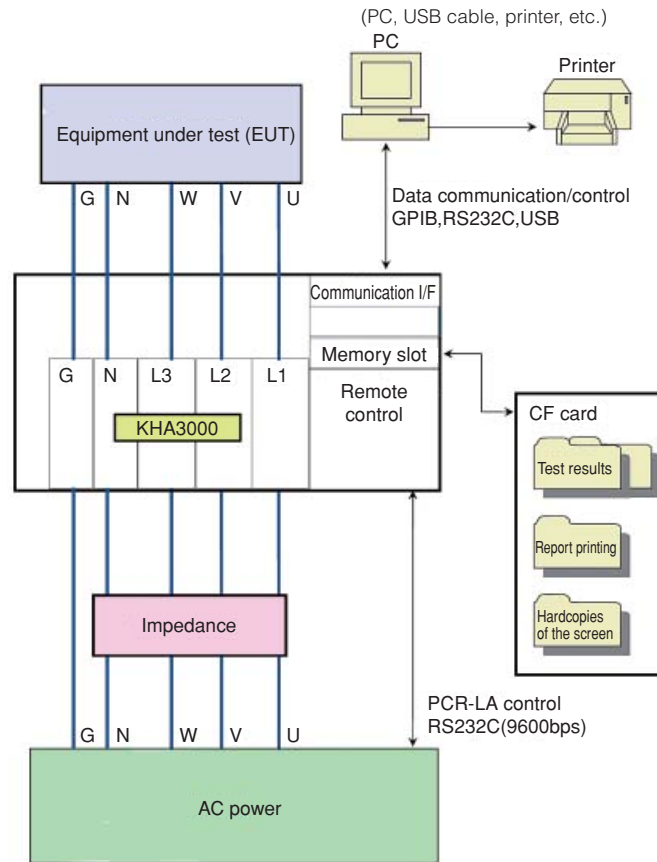 (PC, USB cable, printer, etc.)
PC
Printer
Equipment under test (EUT)
G N W V U
Data communication/control
GPIB,RS232C,USB
Communication I/F
Memory slot
G N L3 L2 L1
Remote
control
KHA3000
CF card
Test results
Report printing
Hardcopies
of the screen
Impedance
PCR-LA control
RS232C(9600bps)
G N W V U
AC power